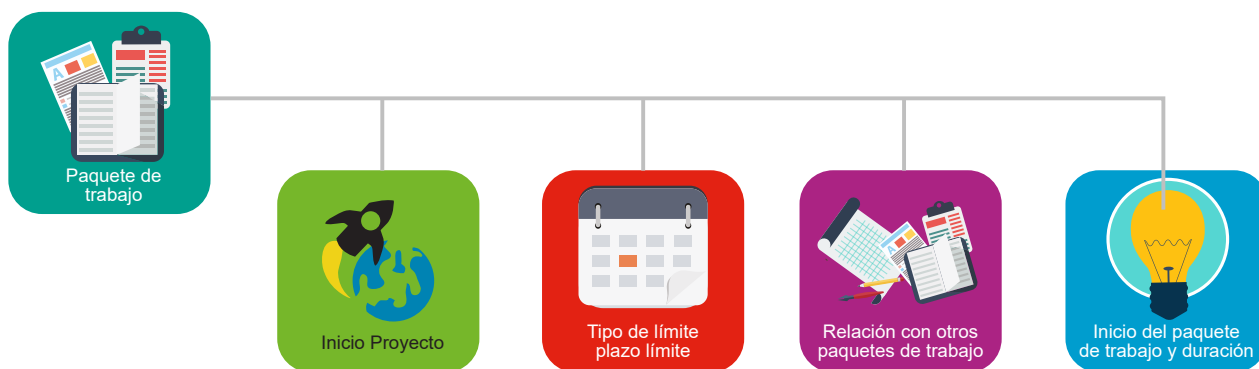 Paquete de
trabajo
Inicio Proyecto
Tipo de límite
plazo límite
Relación con otros
paquetes de trabajo
Inicio del paquete
de trabajo y duración
A
A